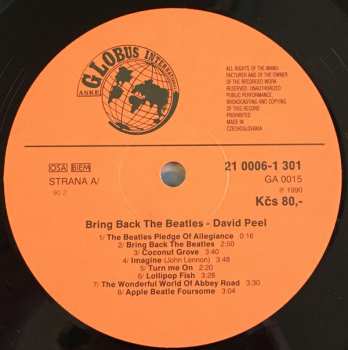 GLOBUS INTERNATIONAL
ANKE
ALL RIGHTS OF THE MANU-
FACTURER AND OF THE OWNER
OF THE RECORDED WORK
RESERVED. UNAUTHORIZED
PUBLIC PERFORMANCE,
BROADCASTING AND COPYING
OF THIS RECORD
PROHIBITED
MADE IN
CZECHOSLOVAKIA
OSA BIEM
STRANA A/
90 2
21 0006-1 301
GA 0015
℗ 1990
Kčs 80,-
Bring Back The Beatles - David Peel
1/ The Beatles Pledge Of Allegiance 0:16
2/ Bring Back The Beatles 2:50
3/ Coconut Grove 3:40
4/ Imagine (John Lennon) 3:48
5/ Turn me On 3:50
6/ Lollipop Fish 3:28
7/ The Wonderful World Of Abbey Road 3:30
8/ Apple Beatle Foursome 3:04